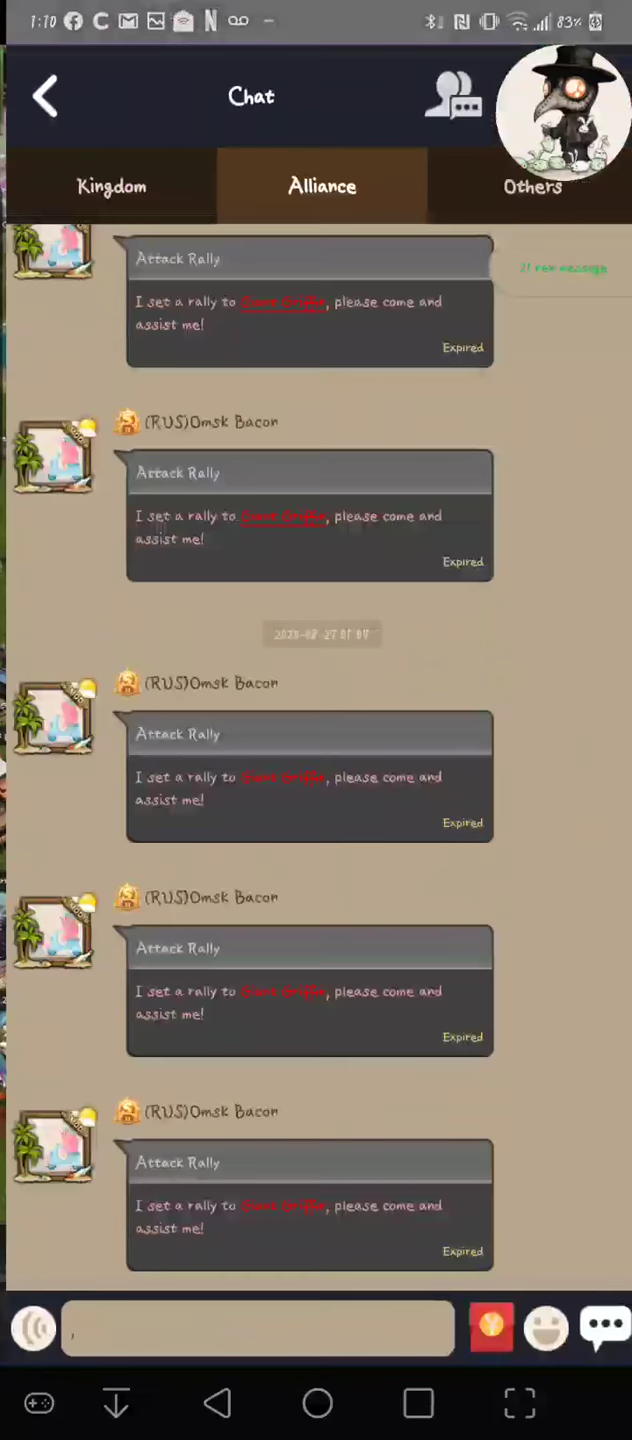 1:10
83%
Chat
Kingdom
Alliance
Others
Attack Rally
21 new message
I set a rally to Giant Griffin, please come and
assist me!
Expired
(RUS)Omsk Bacon
Attack Rally
I set a rally to Giant Griffin, please come and
assist me!
Expired
(RUS)Omsk Bacon
Attack Rally
I set a rally to Giant Griffin, please come and
assist me!
Expired
(RUS)Omsk Bacon
Attack Rally
I set a rally to Giant Griffin, please come and
assist me!
Expired
(RUS)Omsk Bacon
Attack Rally
I set a rally to Giant Griffin, please come and
assist me!
Expired
,